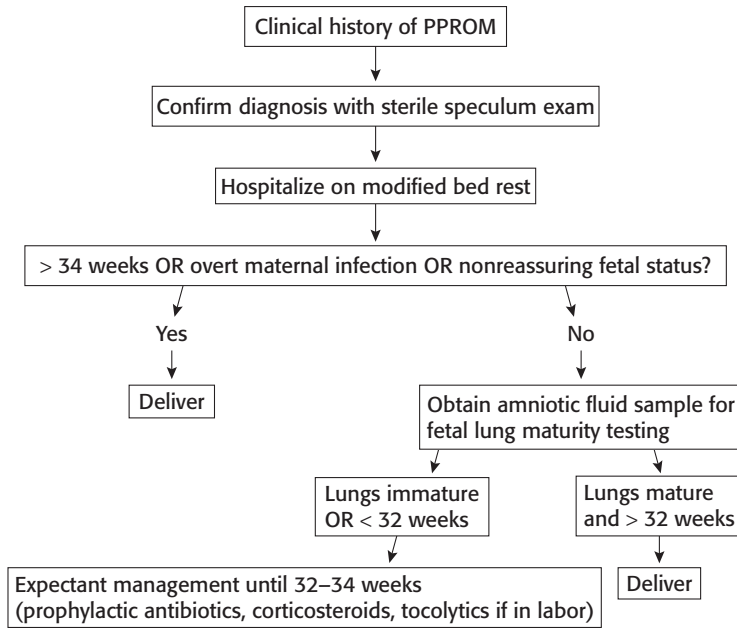 Clinical history of PPROM
Confirm diagnosis with sterile speculum exam
Hospitalize on modified bed rest
> 34 weeks OR overt maternal infection OR nonreassuring fetal status?
Yes
No
Deliver
Obtain amniotic fluid sample for
fetal lung maturity testing
Lungs immature
OR < 32 weeks
Lungs mature
and > 32 weeks
Expectant management until 32–34 weeks
(prophylactic antibiotics, corticosteroids, tocolytics if in labor)
Deliver